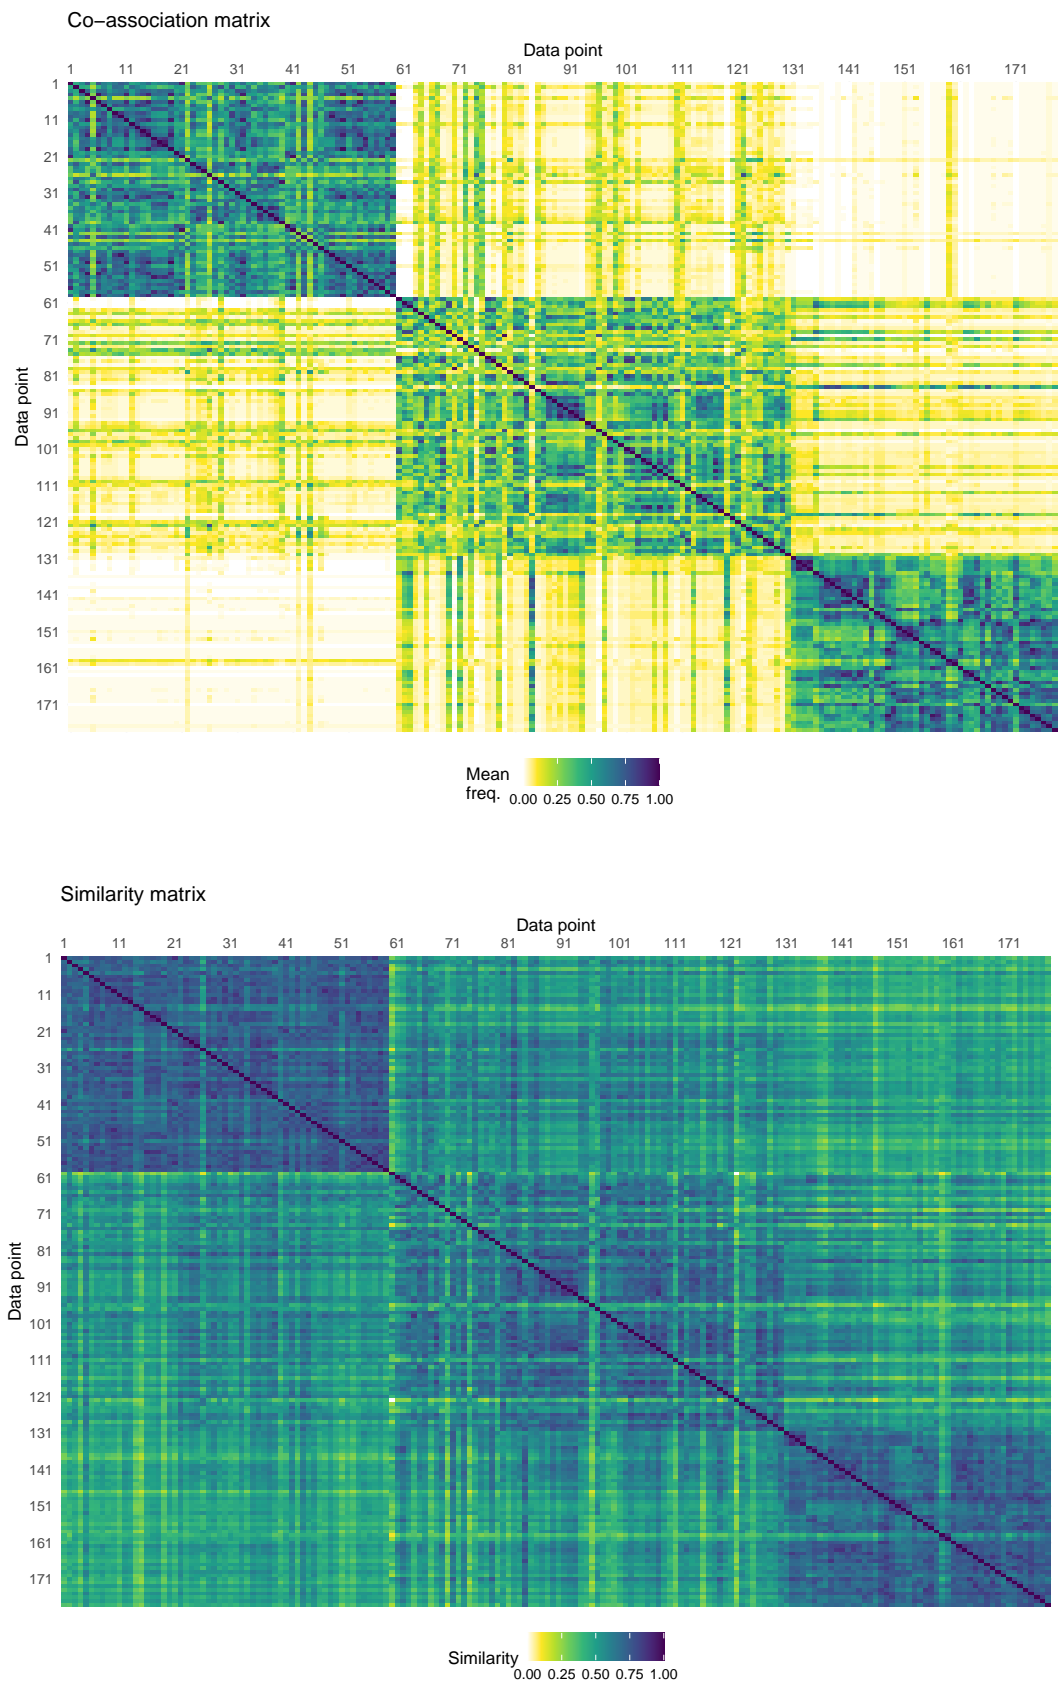 Co−association matrix
Data point
1 11 21 31 41 51 61 71 81 91 101 111 121 131 141 151 161 171
1
11
21
31
41
51
61
71
81
91
101
111
121
131
141
151
161
171
Data point
Mean
freq.
0.00 0.25 0.50 0.75 1.00
Similarity matrix
Data point
1 11 21 31 41 51 61 71 81 91 101 111 121 131 141 151 161 171
1
11
21
31
41
51
61
71
81
91
101
111
121
131
141
151
161
171
Data point
Similarity
0.00 0.25 0.50 0.75 1.00